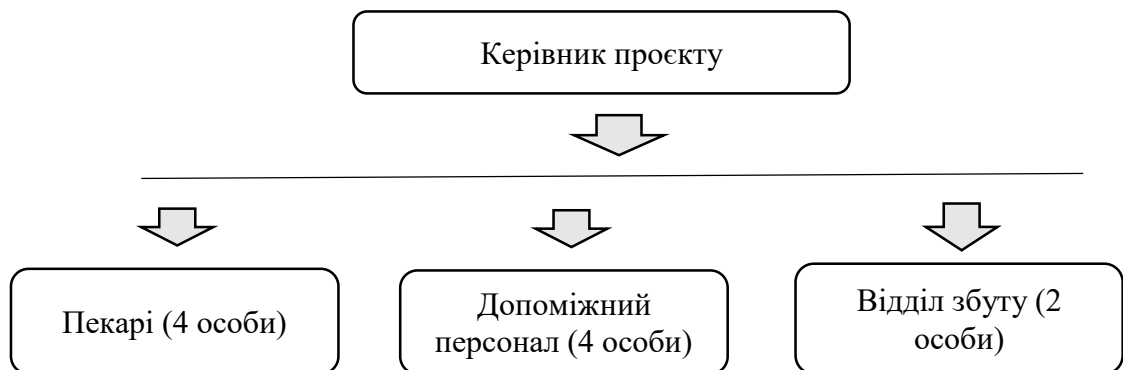 Керівник проєкту
Пекарі (4 особи)
Допоміжний
персонал (4 особи)
Відділ збуту (2
особи)